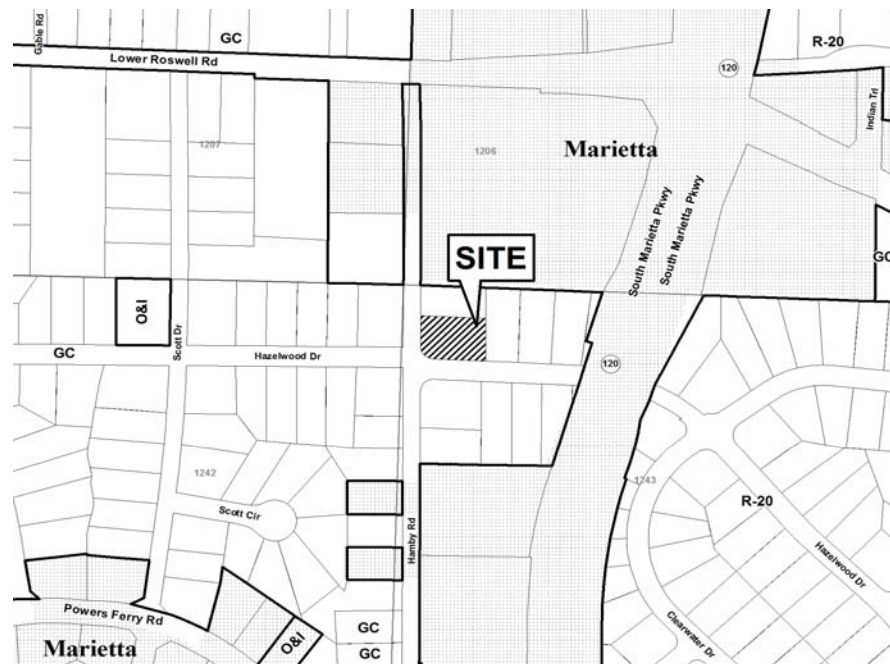 Gable Rd
GC
R-20
Lower Roswell Rd
120
Indian Trl
1207
1206
Marietta
South Marietta Pkwy
South Marietta Pkwy
SITE
GC
O&I
GC
Scott Dr
Hazelwood Dr
120
1242
1243
R-20
Scott Cir
Hamby Rd
Hazelwood Dr
Powers Ferry Rd
Clearwater Dr
GC
O&I
Marietta
GC